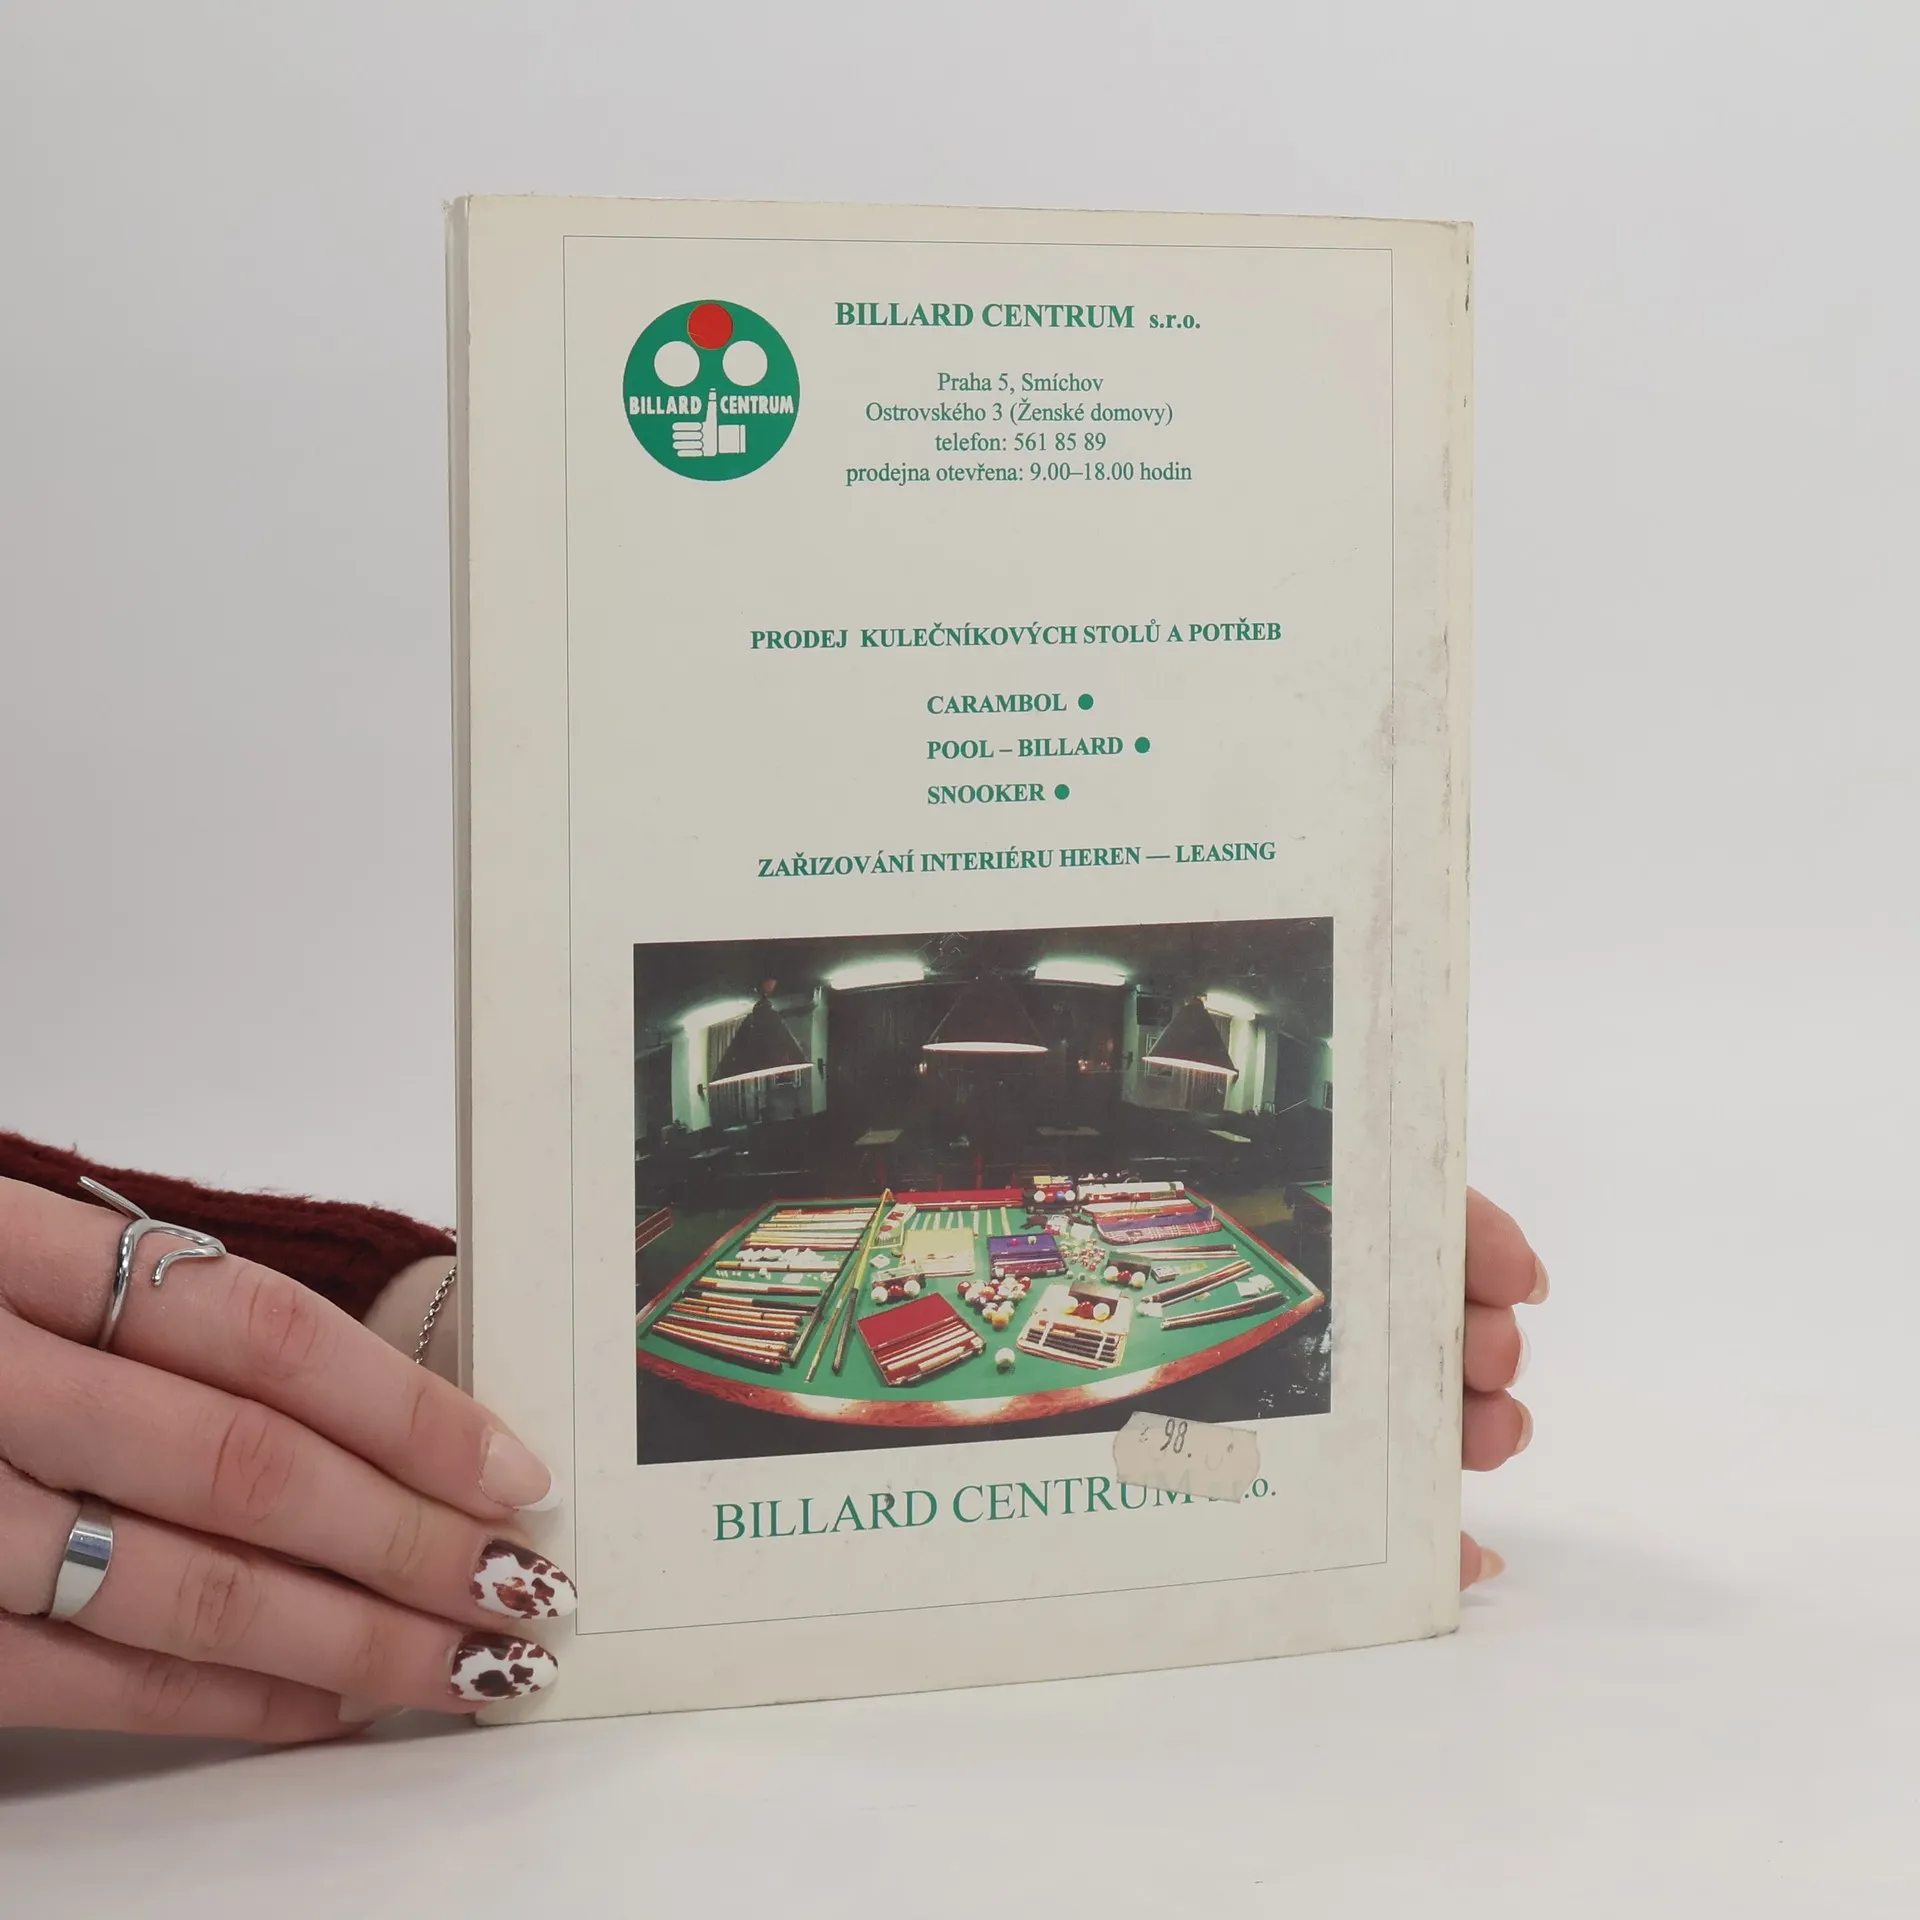 BILLARD CENTRUM
BILLARD CENTRUM s.r.o.
Praha 5, Smíchov
Ostrovského 3 (Ženské domovy)
telefon: 561 85 89
prodejna otevřena: 9.00–18.00 hodin
PRODEJ KULEČNÍKOVÝCH STOLŮ A POTŘEB
CARAMBOL ●
POOL – BILLARD ●
SNOOKER ●
ZAŘIZOVÁNÍ INTERIÉRU HEREN — LEASING
98.
BILLARD CENTRUM